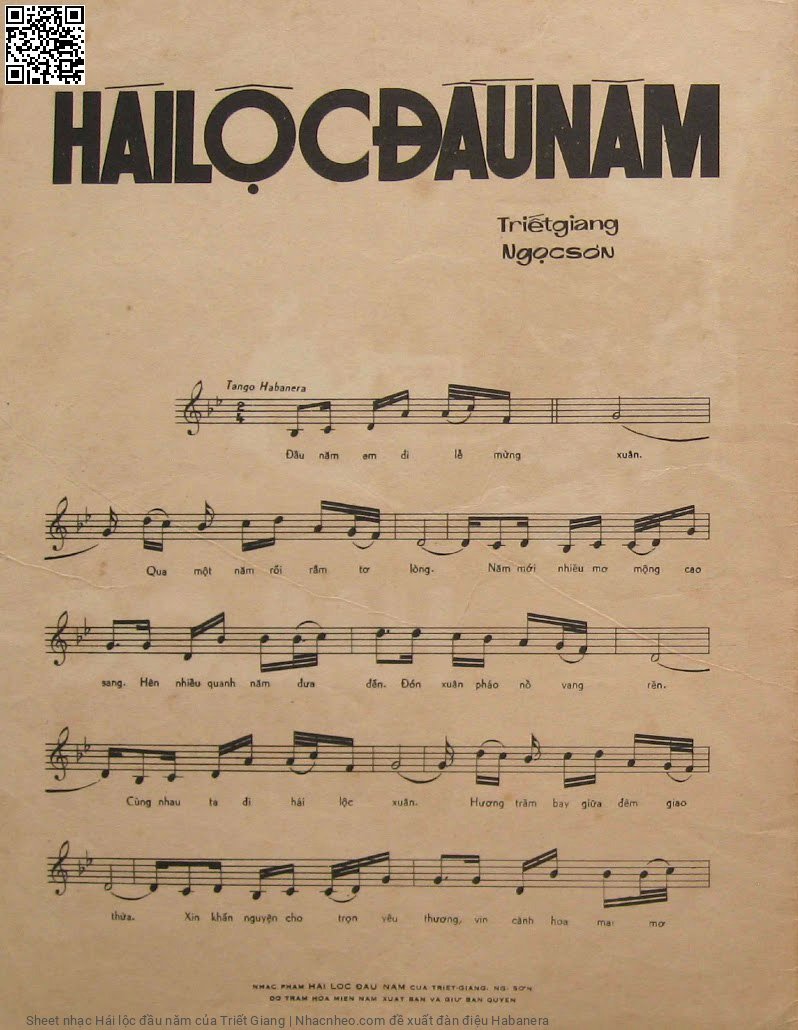 HÁI LỘC ĐẦU NĂM
Triếtgiang
Ngọcsơn
Tango Habanera
2
4
Đầu năm em đi lễ mừng xuân.
Qua một năm rồi rầm tơ lòng. Năm mới nhiều mơ mộng cao
sang. Hên nhiều quanh năm đưa đến. Đón xuân pháo nổ vang rền.
Cùng nhau ta đi hái lộc xuân. Hương trầm bay giữa đêm giao
thừa. Xin khấn nguyện cho trọn yêu thương, vin cành hoa mai mơ
NHẠC PHẨM HÁI LỘC ĐẦU NĂM CỦA TRIẾT-GIANG. NG. SƠN
DO TRĂM HOA MIỀN NAM XUẤT BẢN VÀ GIỮ BẢN QUYỀN
Sheet nhạc Hái lộc đầu năm của Triết Giang | Nhacnheo.com đề xuất đàn điệu Habanera